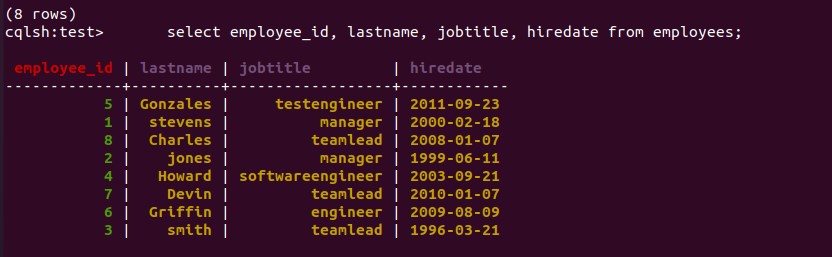 (8 rows)
cqlsh:test>       select employee_id, lastname, jobtitle, hiredate from employees;
 employee_id | lastname | jobtitle         | hiredate
-------------+----------+------------------+------------
           5 | Gonzales |     testengineer | 2011-09-23
           1 |  stevens |          manager | 2000-02-18
           8 |  Charles |         teamlead | 2008-01-07
           2 |    jones |          manager | 1999-06-11
           4 |   Howard | softwareengineer | 2003-09-21
           7 |    Devin |         teamlead | 2010-01-07
           6 |  Griffin |         engineer | 2009-08-09
           3 |    smith |         teamlead | 1996-03-21